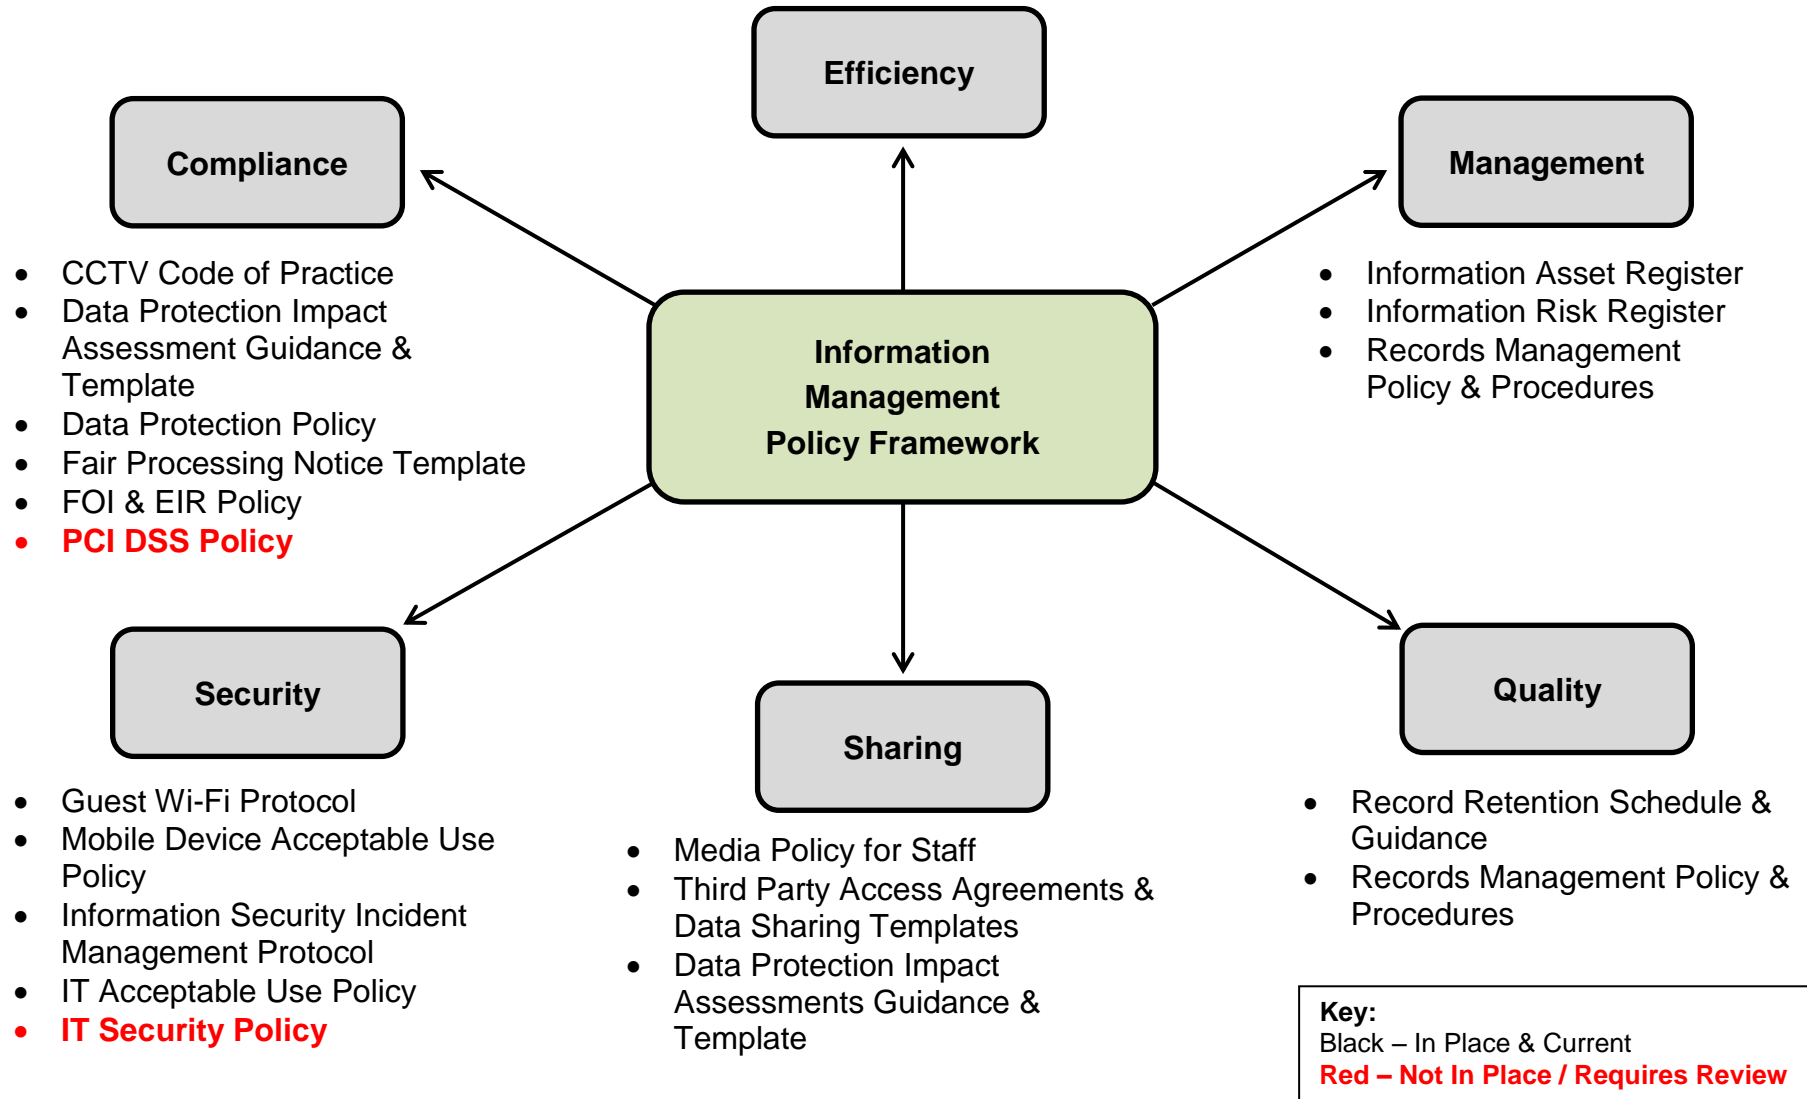 Efficiency
Compliance
Management
• CCTV Code of Practice
• Data Protection Impact
Assessment Guidance &
Template
• Data Protection Policy
• Fair Processing Notice Template
• FOI & EIR Policy
• PCI DSS Policy
Information
Management
Policy Framework
• Information Asset Register
• Information Risk Register
• Records Management
Policy & Procedures
Security
• Guest Wi-Fi Protocol
• Mobile Device Acceptable Use
Policy
• Information Security Incident
Management Protocol
• IT Acceptable Use Policy
• IT Security Policy
Sharing
• Media Policy for Staff
• Third Party Access Agreements &
Data Sharing Templates
• Data Protection Impact
Assessments Guidance &
Template
Quality
• Record Retention Schedule &
Guidance
• Records Management Policy &
Procedures
Key:
Black – In Place & Current
Red – Not In Place / Requires Review